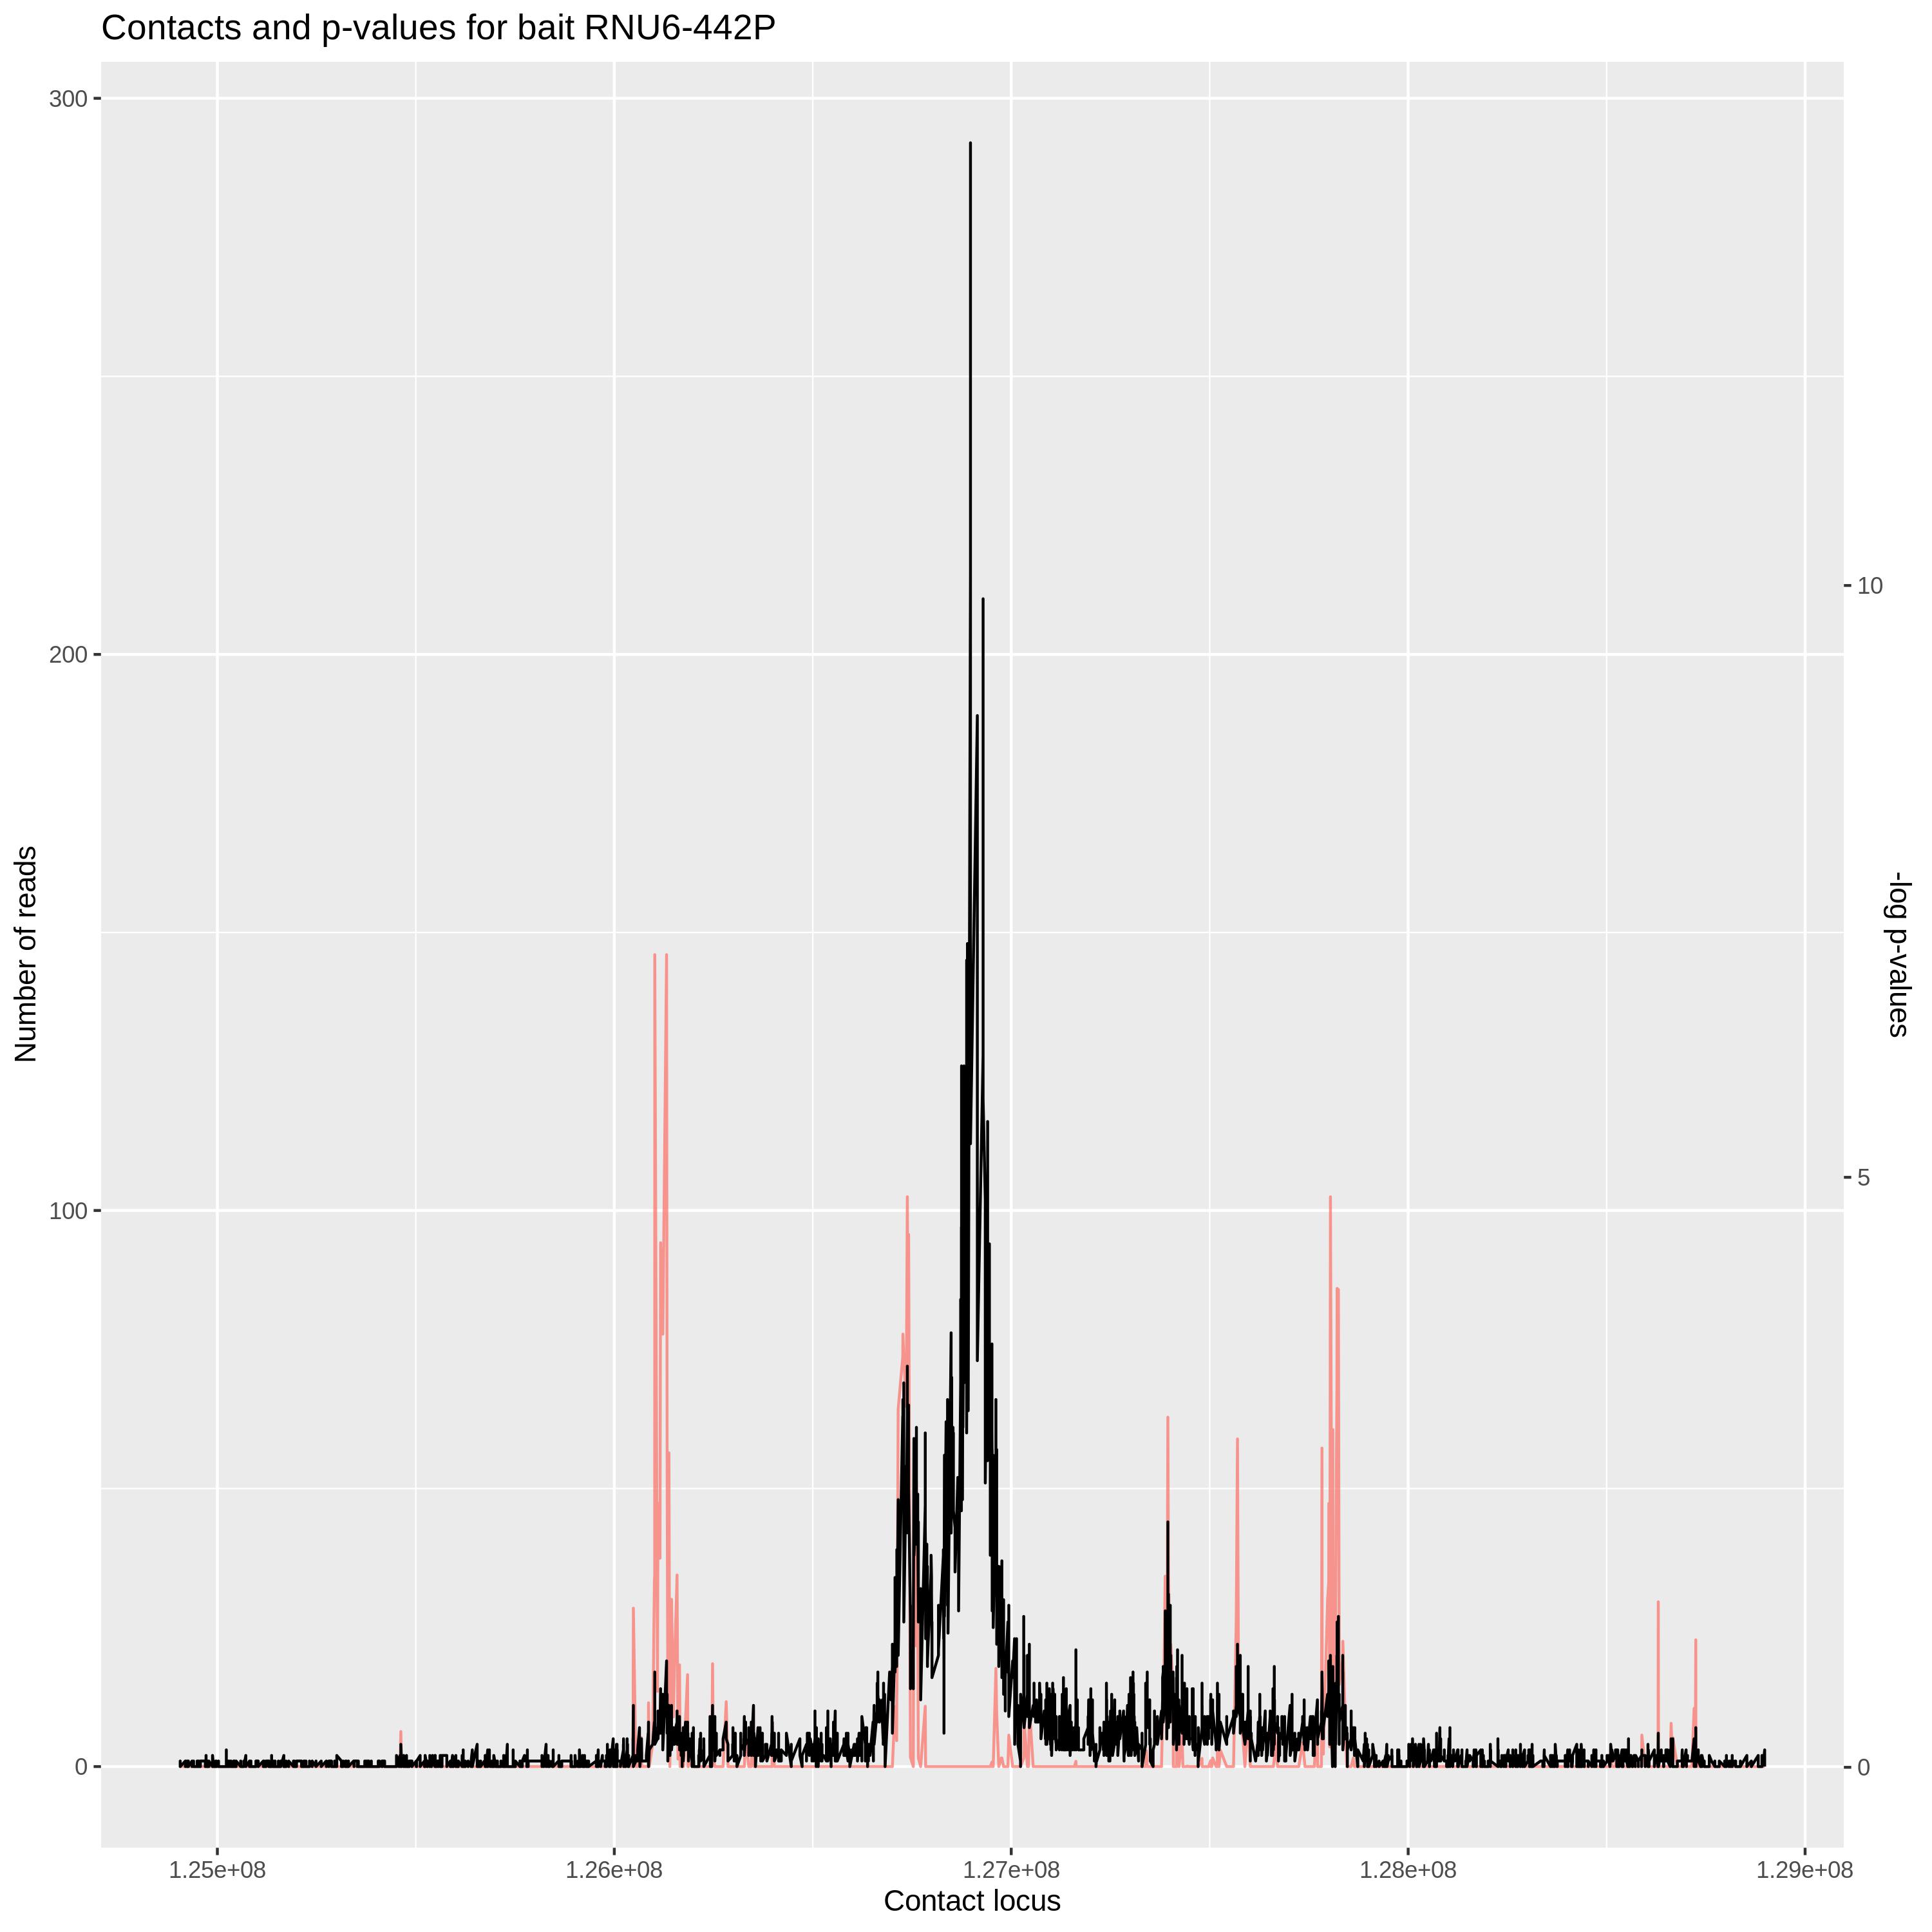 Contacts and p-values for bait RNU6-442P
300
200
100
0
Number of reads
10
5
0
-log p-values
1.25e+08
1.26e+08
1.27e+08
1.28e+08
1.29e+08
Contact locus